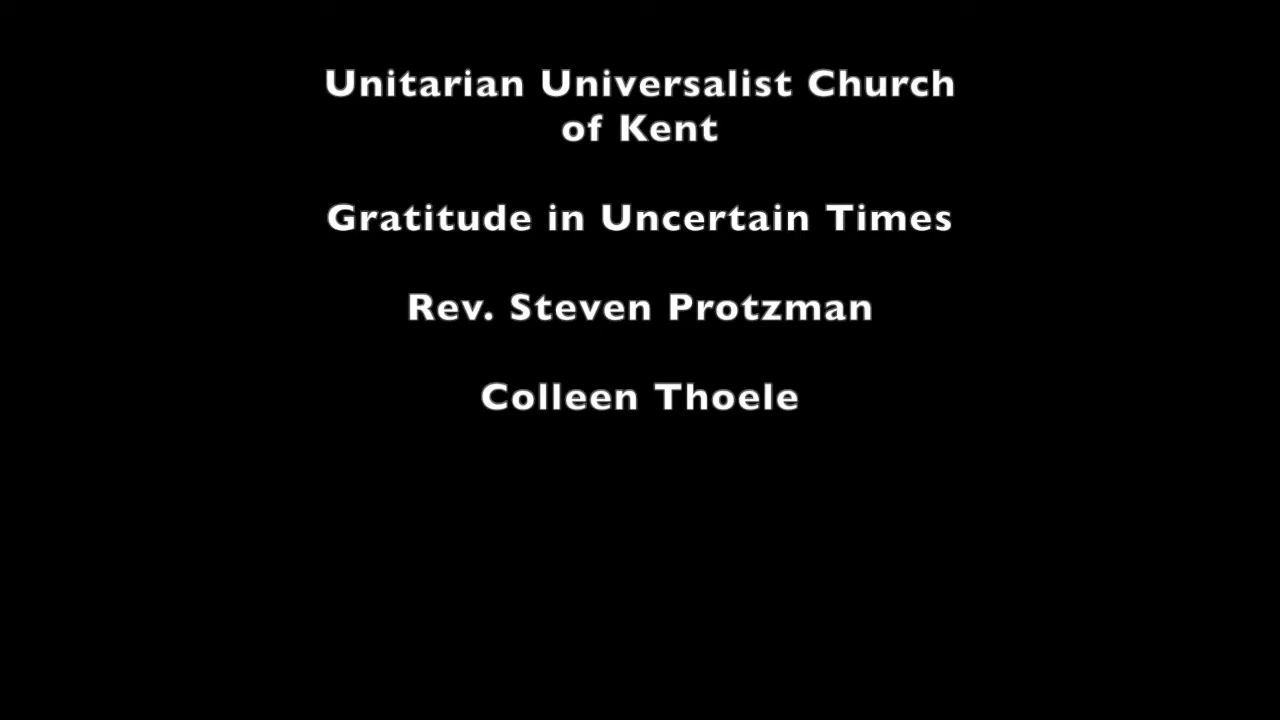 Unitarian Universalist Church
of Kent
Gratitude in Uncertain Times
Rev. Steven Protzman
Colleen Thoele